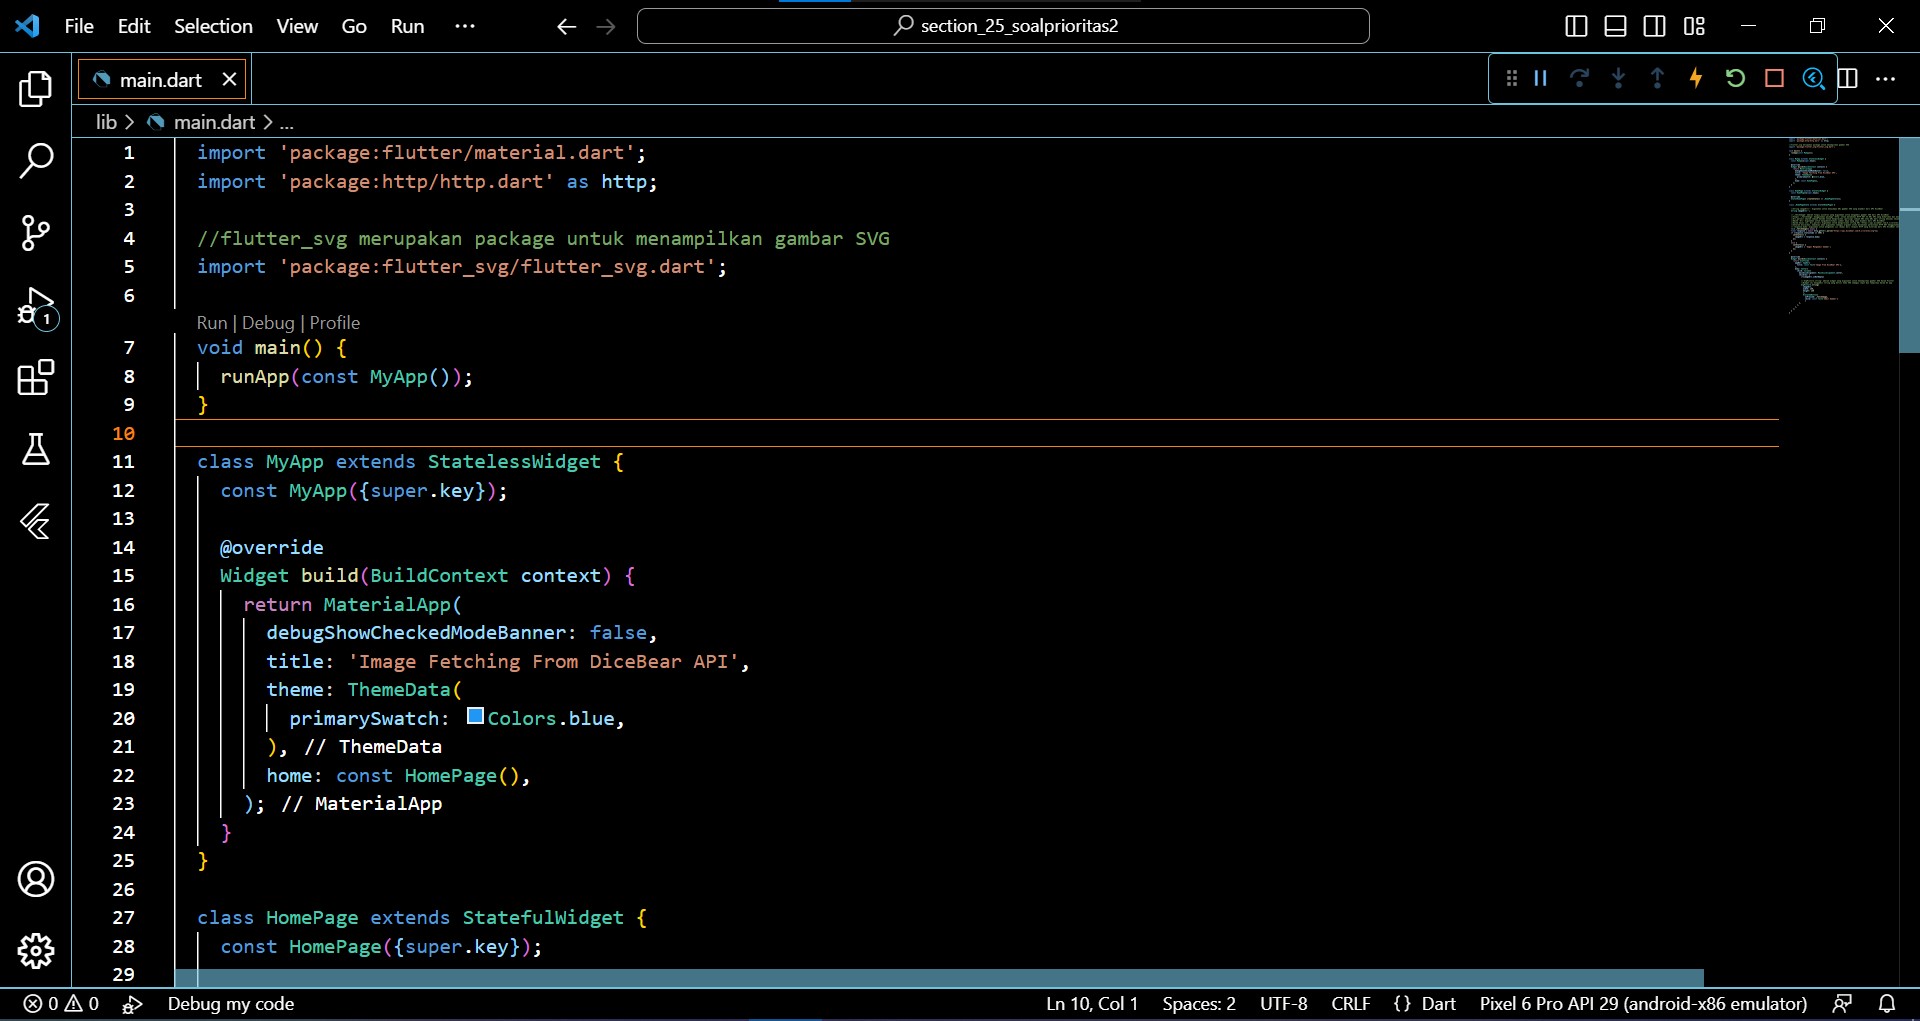 File Edit Selection View Go Run ··· section_25_soalprioritas2
main.dart
lib > main.dart > ...
1 import 'package:flutter/material.dart';
2 import 'package:http/http.dart' as http;
3
4 //flutter_svg merupakan package untuk menampilkan gambar SVG
5 import 'package:flutter_svg/flutter_svg.dart';
6
Run | Debug | Profile
7 void main() {
8 runApp(const MyApp());
9 }
10
11 class MyApp extends StatelessWidget {
12 const MyApp({super.key});
13
14 @override
15 Widget build(BuildContext context) {
16 return MaterialApp(
17 debugShowCheckedModeBanner: false,
18 title: 'Image Fetching From DiceBear API',
19 theme: ThemeData(
20 primarySwatch: Colors.blue,
21 ), // ThemeData
22 home: const HomePage(),
23 ); // MaterialApp
24 }
25 }
26
27 class HomePage extends StatefulWidget {
28 const HomePage({super.key});
29
1
0 0 Debug my code Ln 10, Col 1 Spaces: 2 UTF-8 CRLF {} Dart Pixel 6 Pro API 29 (android-x86 emulator)